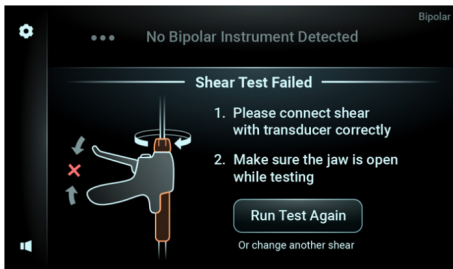 Bipolar
No Bipolar Instrument Detected
Shear Test Failed
1. Please connect shear
with transducer correctly
2. Make sure the jaw is open
while testing
Run Test Again
Or change another shear